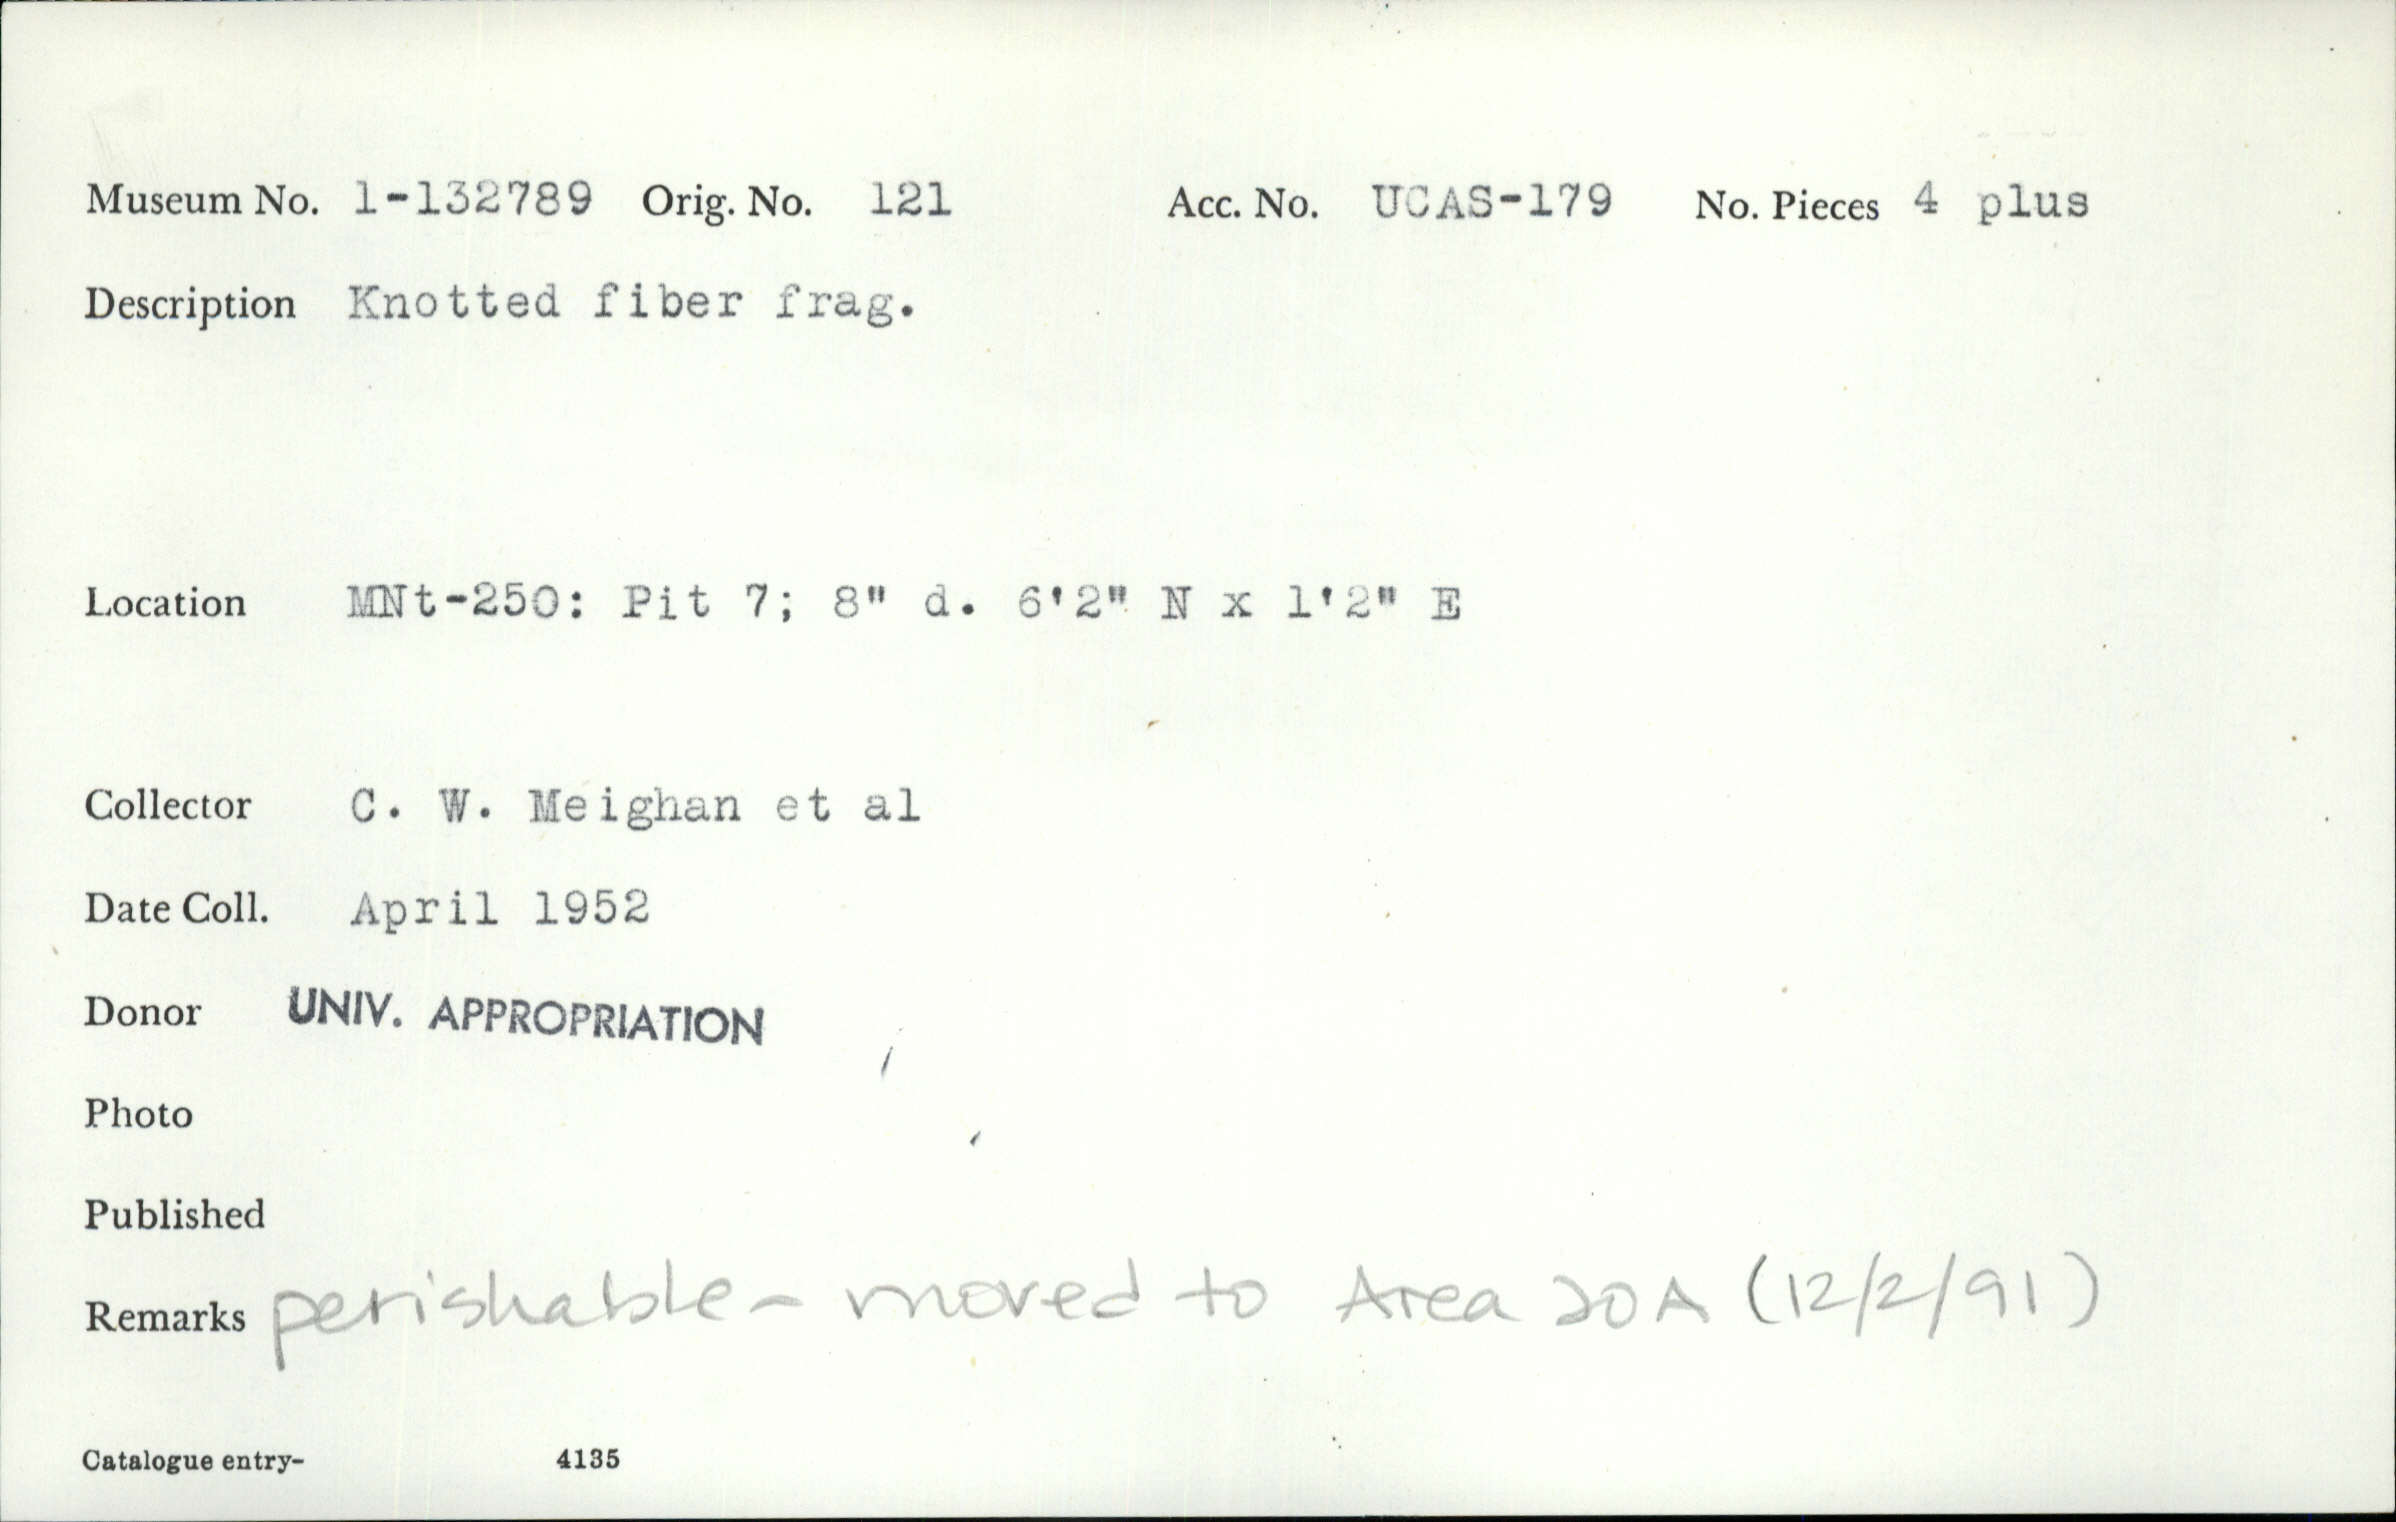 Museum No. 1-132789 Orig. No. 121 Acc. No. UCAS-179 No. Pieces 4 plus
Description Knotted fiber frag.
Location MNt-250: Pit 7; 8" d. 6'2" N x 1'2" E
Collector C. W. Meighan et al
Date Coll. April 1952
Donor UNIV. APPROPRIATION
Photo
Published
Remarks perishable - moved to Area 20A (12/2/91)
Catalogue entry- 4135